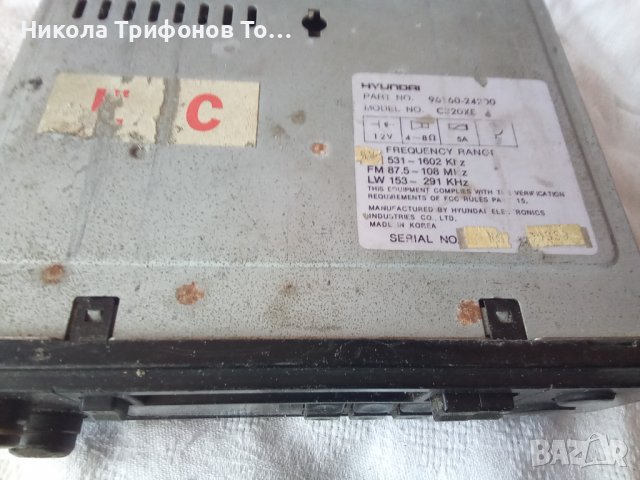 Никола Трифонов То...
C
HYUNDAI
PART NO. 96160-24200
MODEL NO.
12V 4-8Ω 5A
FREQUENCY RANGE
531-1602 KHz
FM 87.5-108 MHz
LW 153-291 KHz
THIS EQUIPMENT COMPLIES WITH THE VERIFICATION
REQUIREMENTS OF FCC RULES PART 15.
MANUFACTURED BY HYUNDAI ELECTRONICS
INDUSTRIES CO., LTD.
MADE IN KOREA
SERIAL NO.
BAZAR